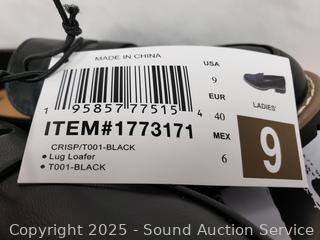 MADE IN CHINA
1 95857 77515 4
ITEM#1773171
CRISP/T001-BLACK
• Lug Loafer
• T001-BLACK
USA
9
EUR
40
MEX
6
LADIES'
9
Copyright 2025 - Sound Auction Service